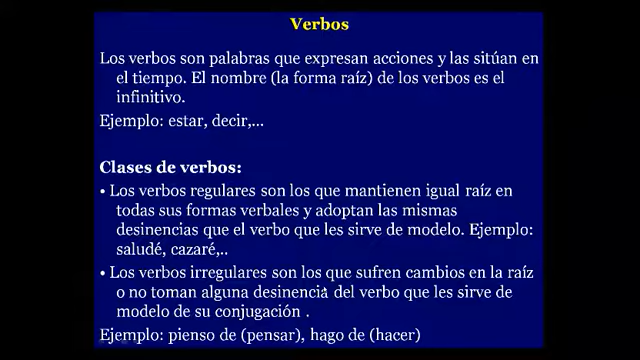 Verbos
Los verbos son palabras que expresan acciones y las sitúan en
el tiempo. El nombre (la forma raíz) de los verbos es el
infinitivo.
Ejemplo: estar, decir,...
Clases de verbos:
• Los verbos regulares son los que mantienen igual raíz en
todas sus formas verbales y adoptan las mismas
desinencias que el verbo que les sirve de modelo. Ejemplo:
saludé, cazaré,..
• Los verbos irregulares son los que sufren cambios en la raíz
o no toman alguna desinencia del verbo que les sirve de
modelo de su conjugación .
Ejemplo: pienso de (pensar), hago de (hacer)